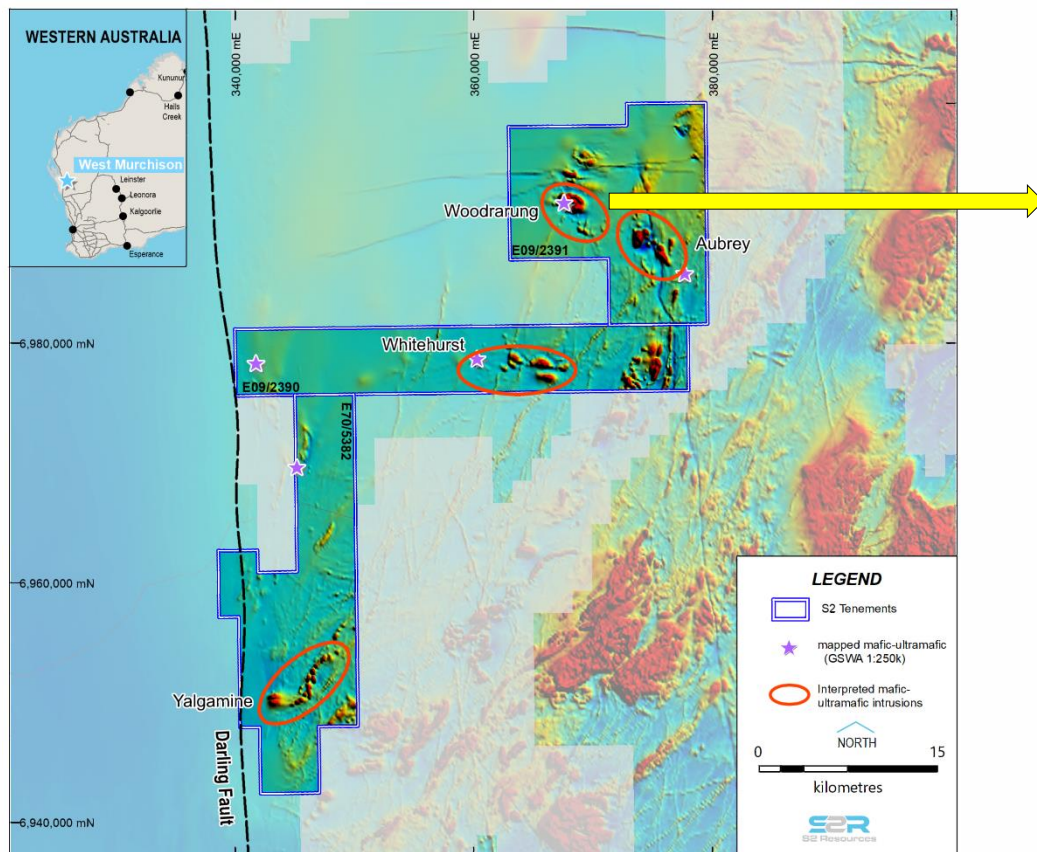 WESTERN AUSTRALIA
Kununur
Halls
Creek
West Murchison
Leinster
Leonora
Kalgoorlie
Esperance
340,000 mE
360,000 mE
380,000 mE
Woodrarung
Aubrey
E09/2391
6,980,000 mN
Whitehurst
E09/2390
E70/5382
6,960,000 mN
Yalgamine
Darling Fault
6,940,000 mN
LEGEND
S2 Tenements
mapped mafic-ultramafic
(GSWA 1:250k)
Interpreted mafic-
ultramafic intrusions
NORTH
0 15
kilometres
S2R
S2 Resources